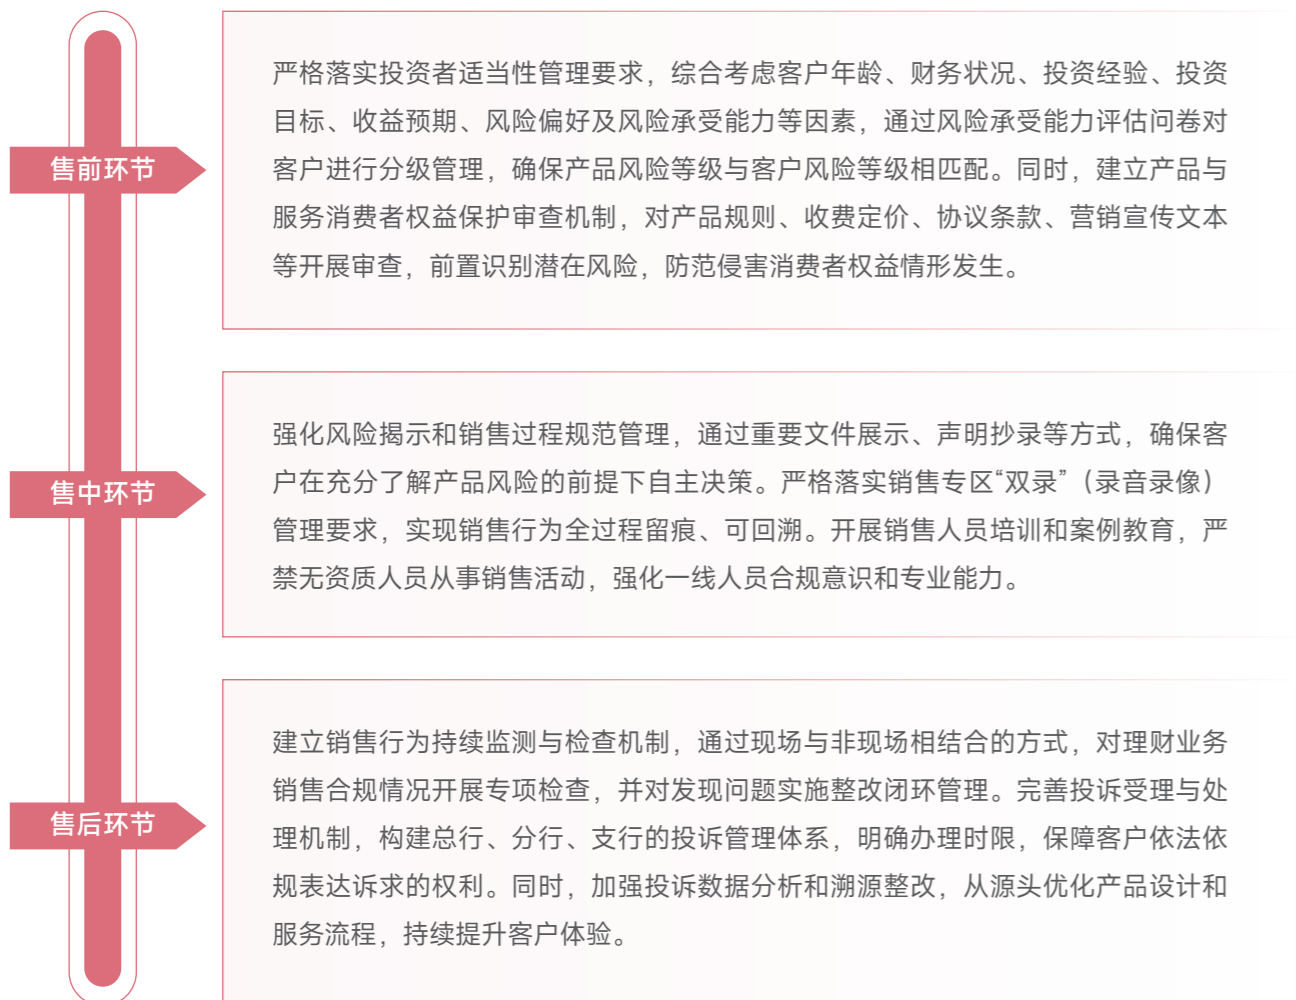 售前环节
严格落实投资者适当性管理要求，综合考虑客户年龄、财务状况、投资经验、投资
目标、收益预期、风险偏好及风险承受能力等因素，通过风险承受能力评估问卷对
客户进行分级管理，确保产品风险等级与客户风险等级相匹配。同时，建立产品与
服务消费者权益保护审查机制，对产品规则、收费定价、协议条款、营销宣传文本
等开展审查，前置识别潜在风险，防范侵害消费者权益情形发生。
售中环节
强化风险揭示和销售过程规范管理，通过重要文件展示、声明抄录等方式，确保客
户在充分了解产品风险的前提下自主决策。严格落实销售专区“双录”（录音录像）
管理要求，实现销售行为全过程留痕、可回溯。开展销售人员培训和案例教育，严
禁无资质人员从事销售活动，强化一线人员合规意识和专业能力。
售后环节
建立销售行为持续监测与检查机制，通过现场与非现场相结合的方式，对理财业务
销售合规情况开展专项检查，并对发现问题实施整改闭环管理。完善投诉受理与处
理机制，构建总行、分行、支行的投诉管理体系，明确办理时限，保障客户依法依
规表达诉求的权利。同时，加强投诉数据分析和溯源整改，从源头优化产品设计和
服务流程，持续提升客户体验。